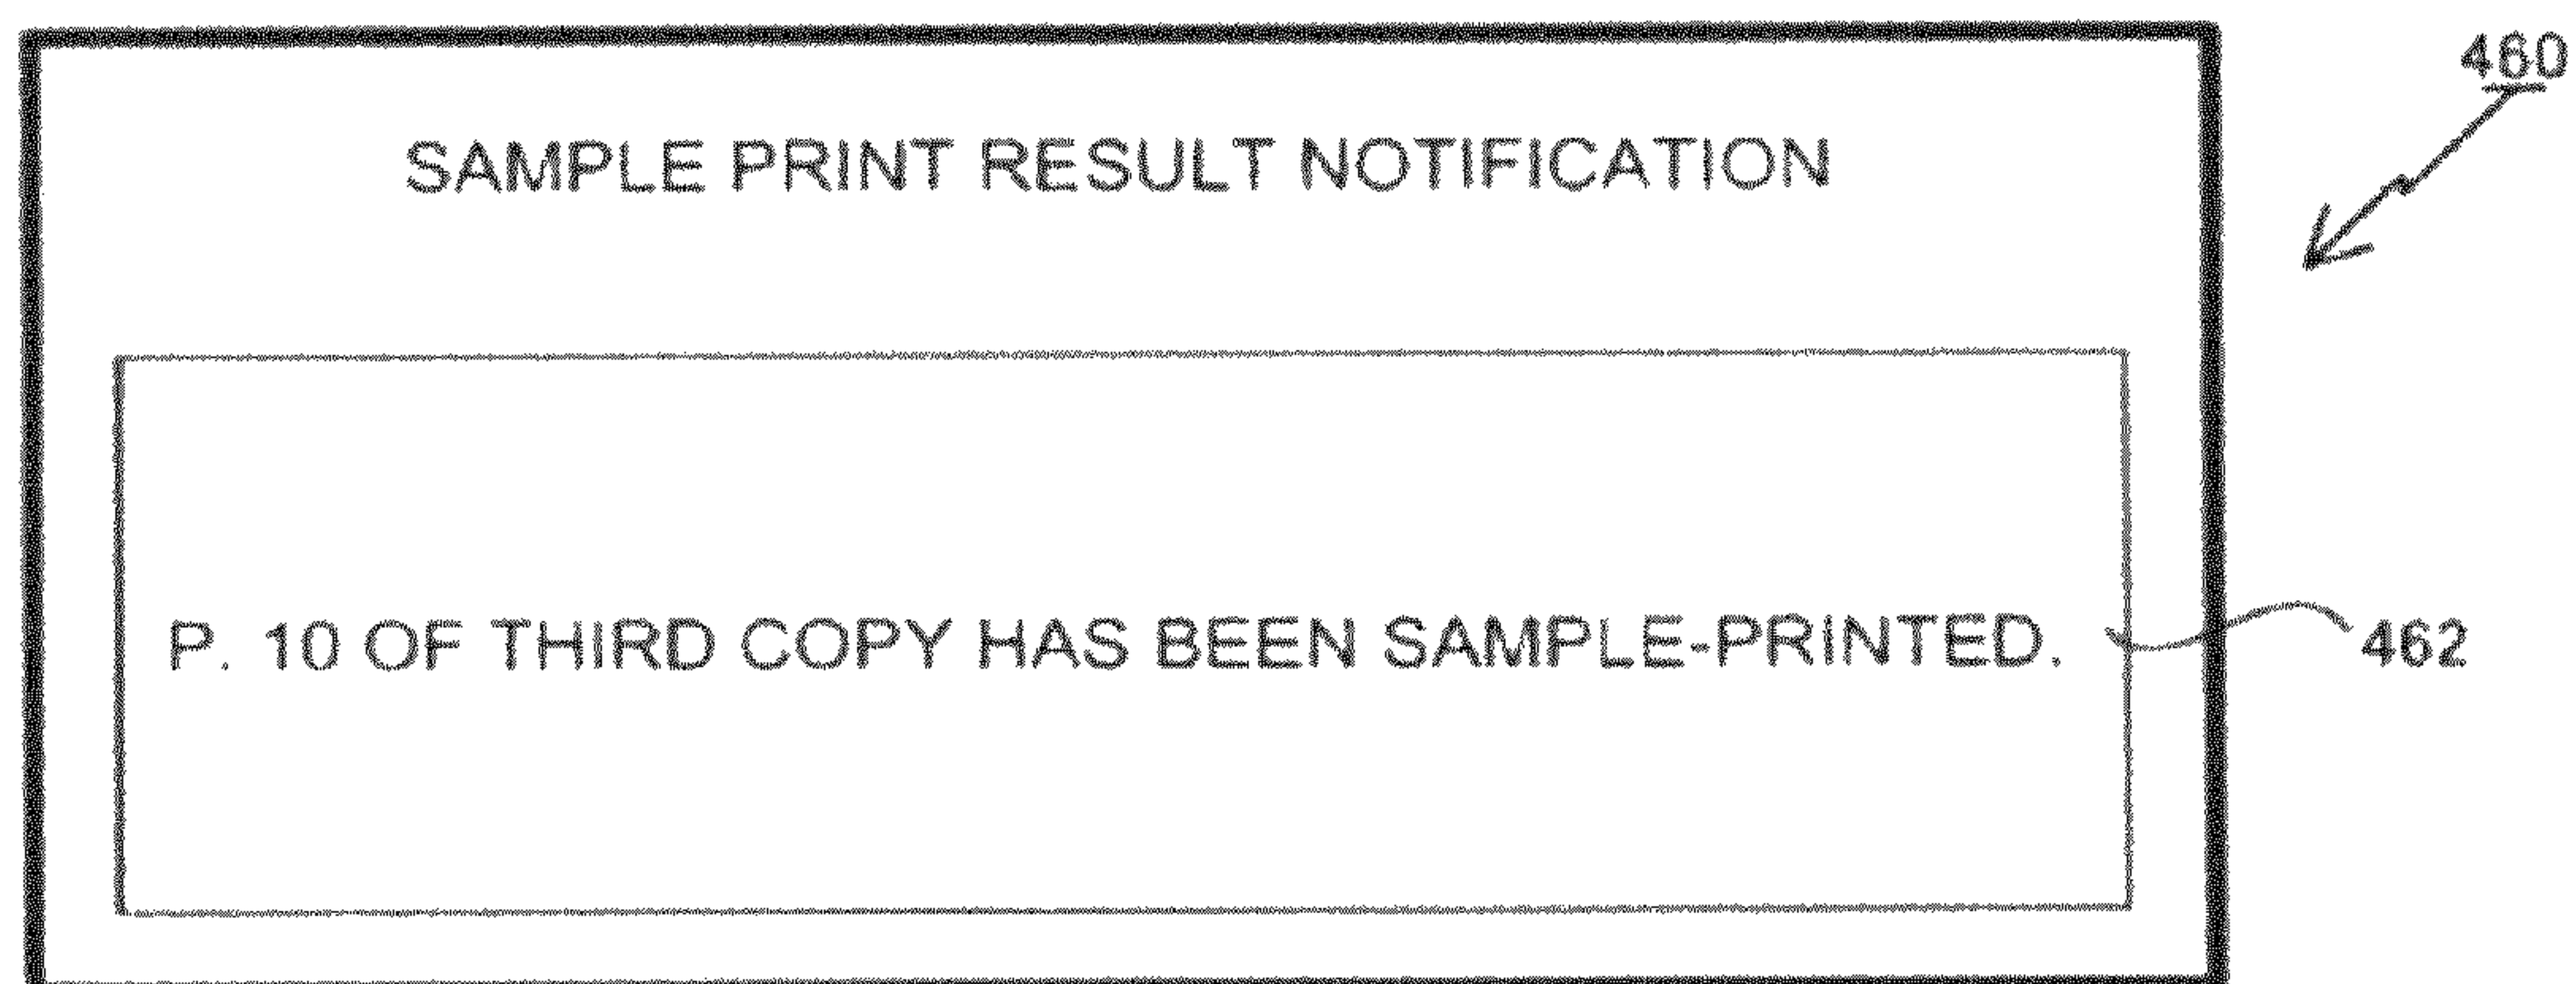 460
SAMPLE PRINT RESULT NOTIFICATION
P. 10 OF THIRD COPY HAS BEEN SAMPLE-PRINTED.
462